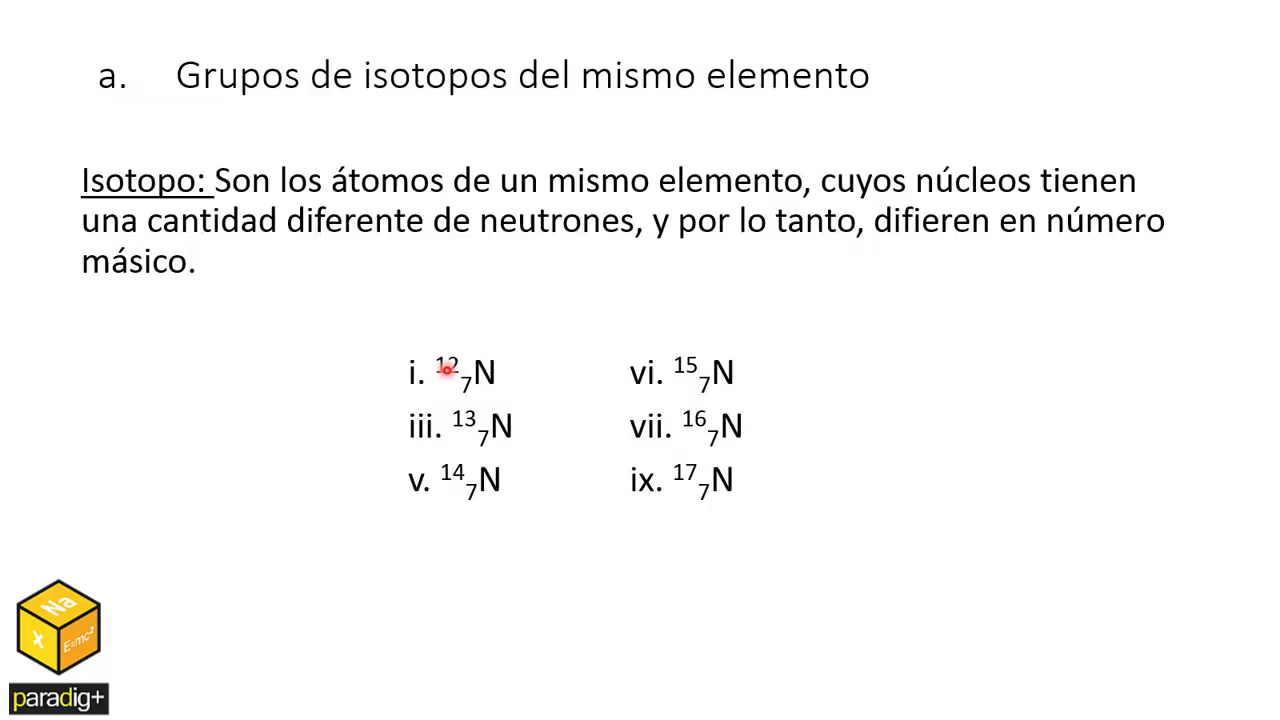 a. Grupos de isotopos del mismo elemento
Isotopo: Son los átomos de un mismo elemento, cuyos núcleos tienen
una cantidad diferente de neutrones, y por lo tanto, difieren en número
másico.
i. ¹²₇N
iii. ¹³₇N
v. ¹⁴₇N
vi. ¹⁵₇N
vii. ¹⁶₇N
ix. ¹⁷₇N
Na
x
E=mc²
paradig+